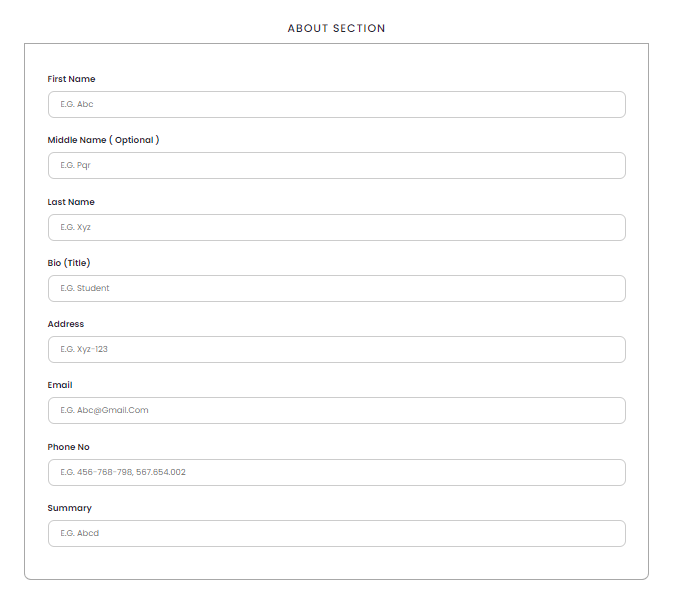 ABOUT SECTION
First Name
E.G. Abc
Middle Name ( Optional )
E.G. Pqr
Last Name
E.G. Xyz
Bio (Title)
E.G. Student
Address
E.G. Xyz-123
Email
E.G. Abc@Gmail.Com
Phone No
E.G. 456-768-798, 567.654.002
Summary
E.G. Abcd